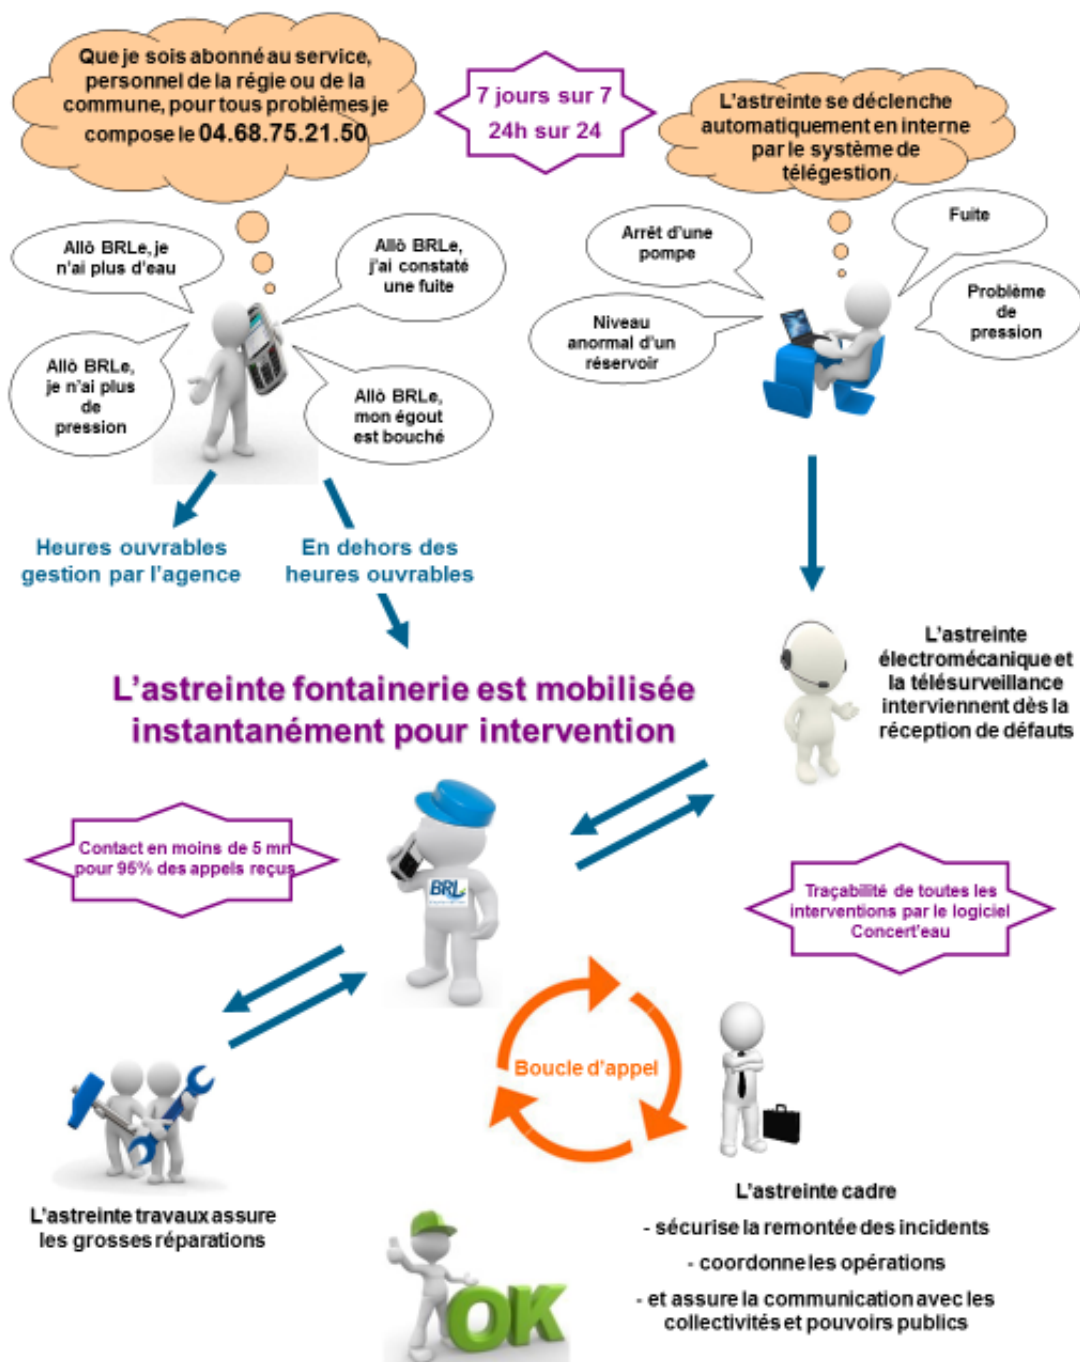 Que je sois abonné au service,
personnel de la régie ou de la
commune, pour tous problèmes je
compose le 04.68.75.21.50
7 jours sur 7
24h sur 24
L'astreinte se déclenche
automatiquement en interne
par le système de
télégestion
Allô BRLe, je
n'ai plus d'eau
Allô BRLe,
j'ai constaté
une fuite
Allô BRLe,
je n'ai plus
de
pression
Allô BRLe,
mon égout
est bouché
Arrêt d'une
pompe
Fuite
Niveau
anormal d'un
réservoir
Problème
de
pression
Heures ouvrables
gestion par l'agence
En dehors des
heures ouvrables
L'astreinte
électromécanique et
la télésurveillance
interviennent dès la
réception de défauts
L'astreinte fontainerie est mobilisée
instantanément pour intervention
Contact en moins de 5 mn
pour 95% des appels reçus
BRL
Traçabilité de toutes les
interventions par le logiciel
Concert'eau
Boucle d'appel
L'astreinte travaux assure
les grosses réparations
L'astreinte cadre
- sécurise la remontée des incidents
- coordonne les opérations
- et assure la communication avec les
collectivités et pouvoirs publics
OK